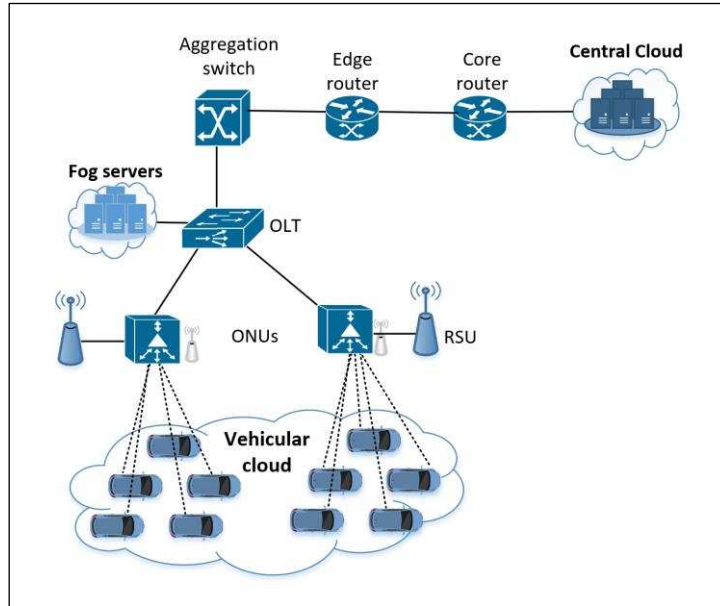 Aggregation
switch
Edge
router
Core
router
Central Cloud
Fog servers
OLT
ONUs
RSU
Vehicular
cloud